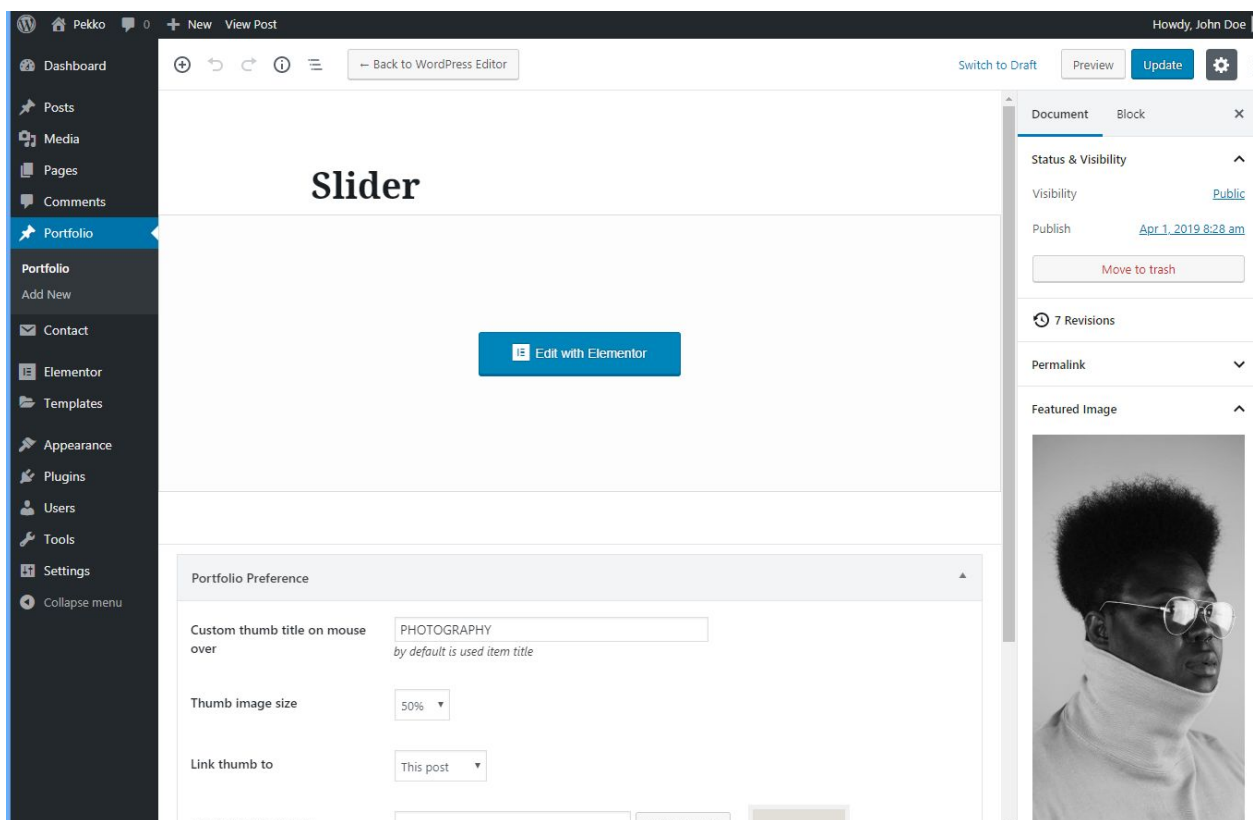 Pekko 0 New View Post Howdy, John Doe
Dashboard
Posts
Media
Pages
Comments
Portfolio
Portfolio
Add New
Contact
Elementor
Templates
Appearance
Plugins
Users
Tools
Settings
Collapse menu
← Back to WordPress Editor
Switch to Draft Preview Update
Slider
Edit with Elementor
Portfolio Preference
Custom thumb title on mouse
over
PHOTOGRAPHY
by default is used item title
Thumb image size
50%
Link thumb to
This post
Document Block
Status & Visibility
Visibility Public
Publish Apr 1, 2019 8:28 am
Move to trash
7 Revisions
Permalink
Featured Image